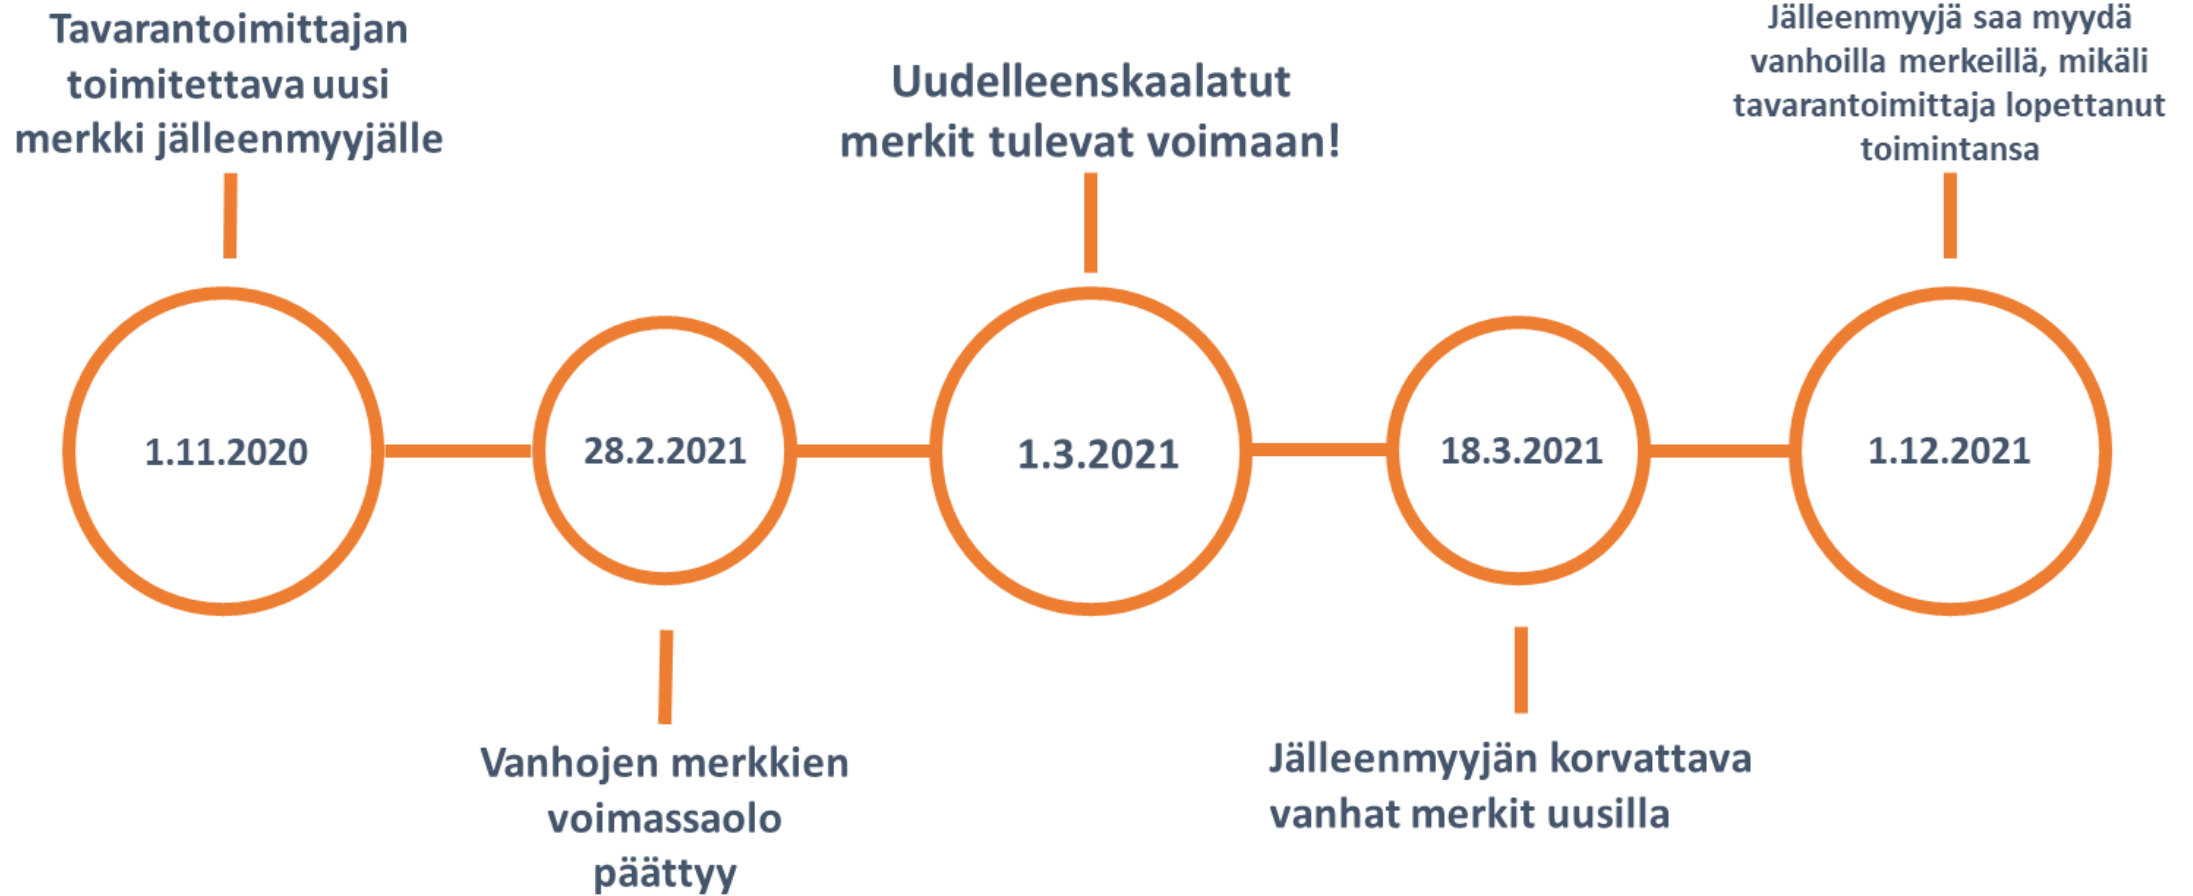 Tavarantoimittajan
toimitettava uusi
merkki jälleenmyyjälle
1.11.2020
28.2.2021
Vanhojen merkkien
voimassaolo
päättyy
Uudelleenskaalatut
merkit tulevat voimaan!
1.3.2021
18.3.2021
Jälleenmyyjän korvattava
vanhat merkit uusilla
Jälleenmyyjä saa myydä
vanhoilla merkeillä, mikäli
tavarantoimittaja lopettanut
toimintansa
1.12.2021